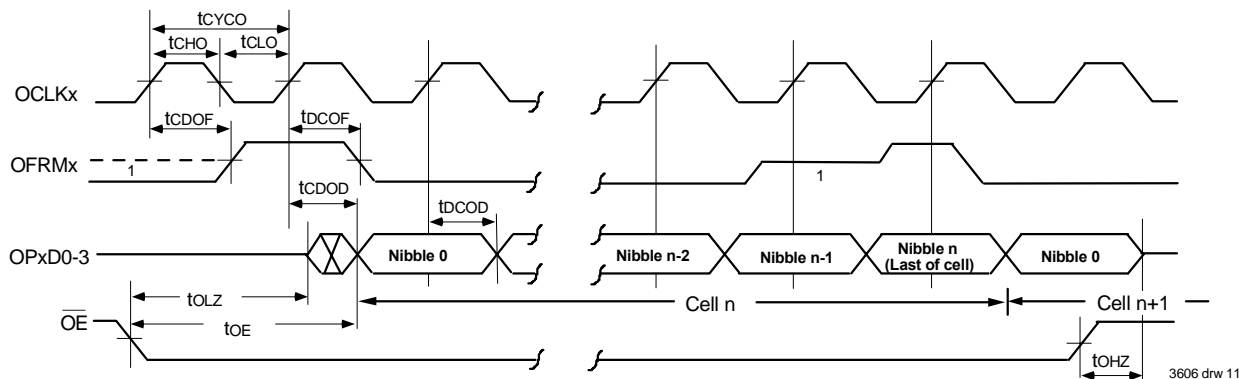 tCYCO
tCHO
tCLO
OCLKx
tCDOF
tDCOF
OFRMx
1
1
tCDOD
tDCOD
OPxD0-3
Nibble 0
Nibble n-2
Nibble n-1
Nibble n
(Last of cell)
Nibble 0
tOLZ
Cell n
Cell n+1
OE
tOE
tOHZ
3606 drw 11